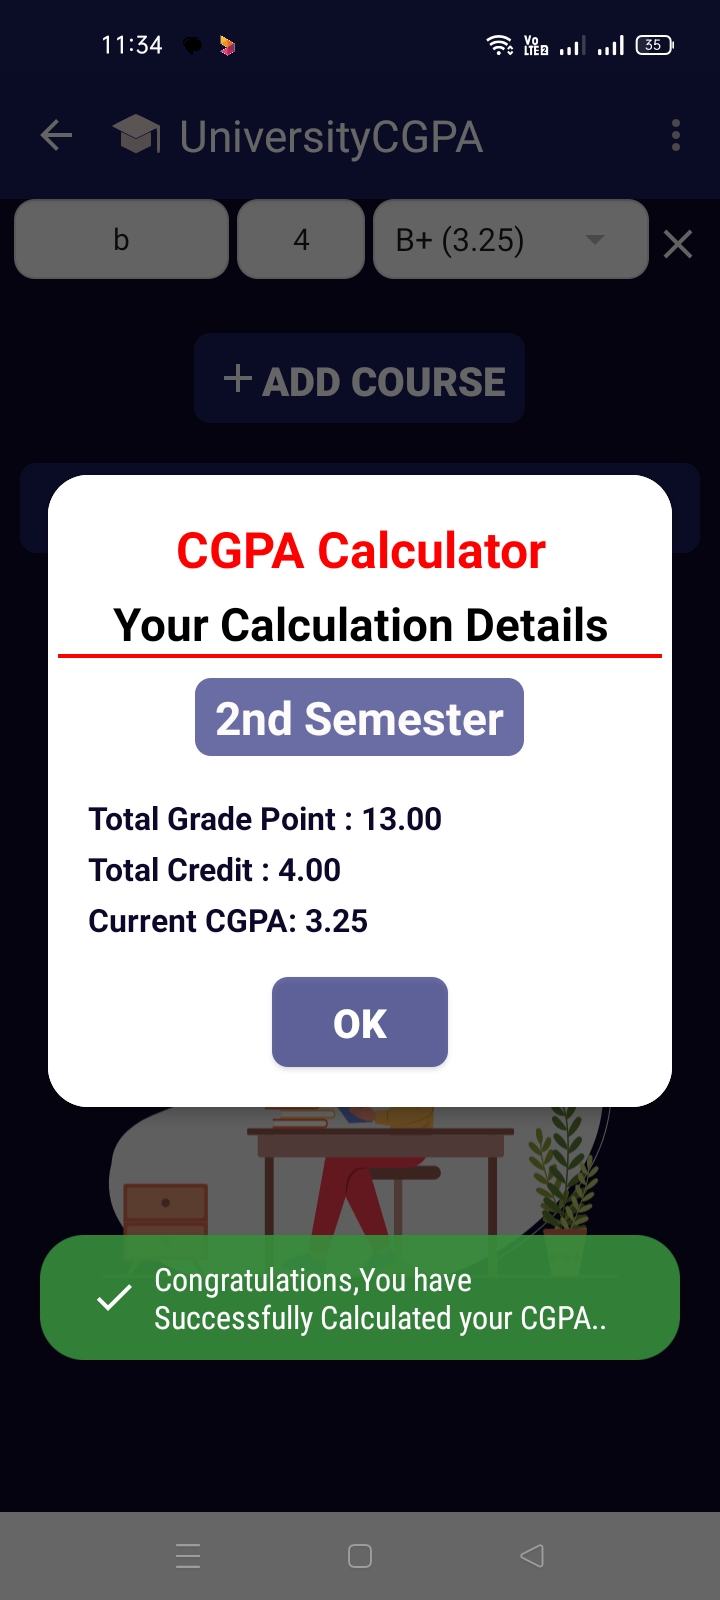 11:34
Vo
LTE2
35
UniversityCGPA
b 4 B+ (3.25)
+ ADD COURSE
CGPA Calculator
Your Calculation Details
2nd Semester
Total Grade Point : 13.00
Total Credit : 4.00
Current CGPA: 3.25
OK
Congratulations,You have
Successfully Calculated your CGPA..